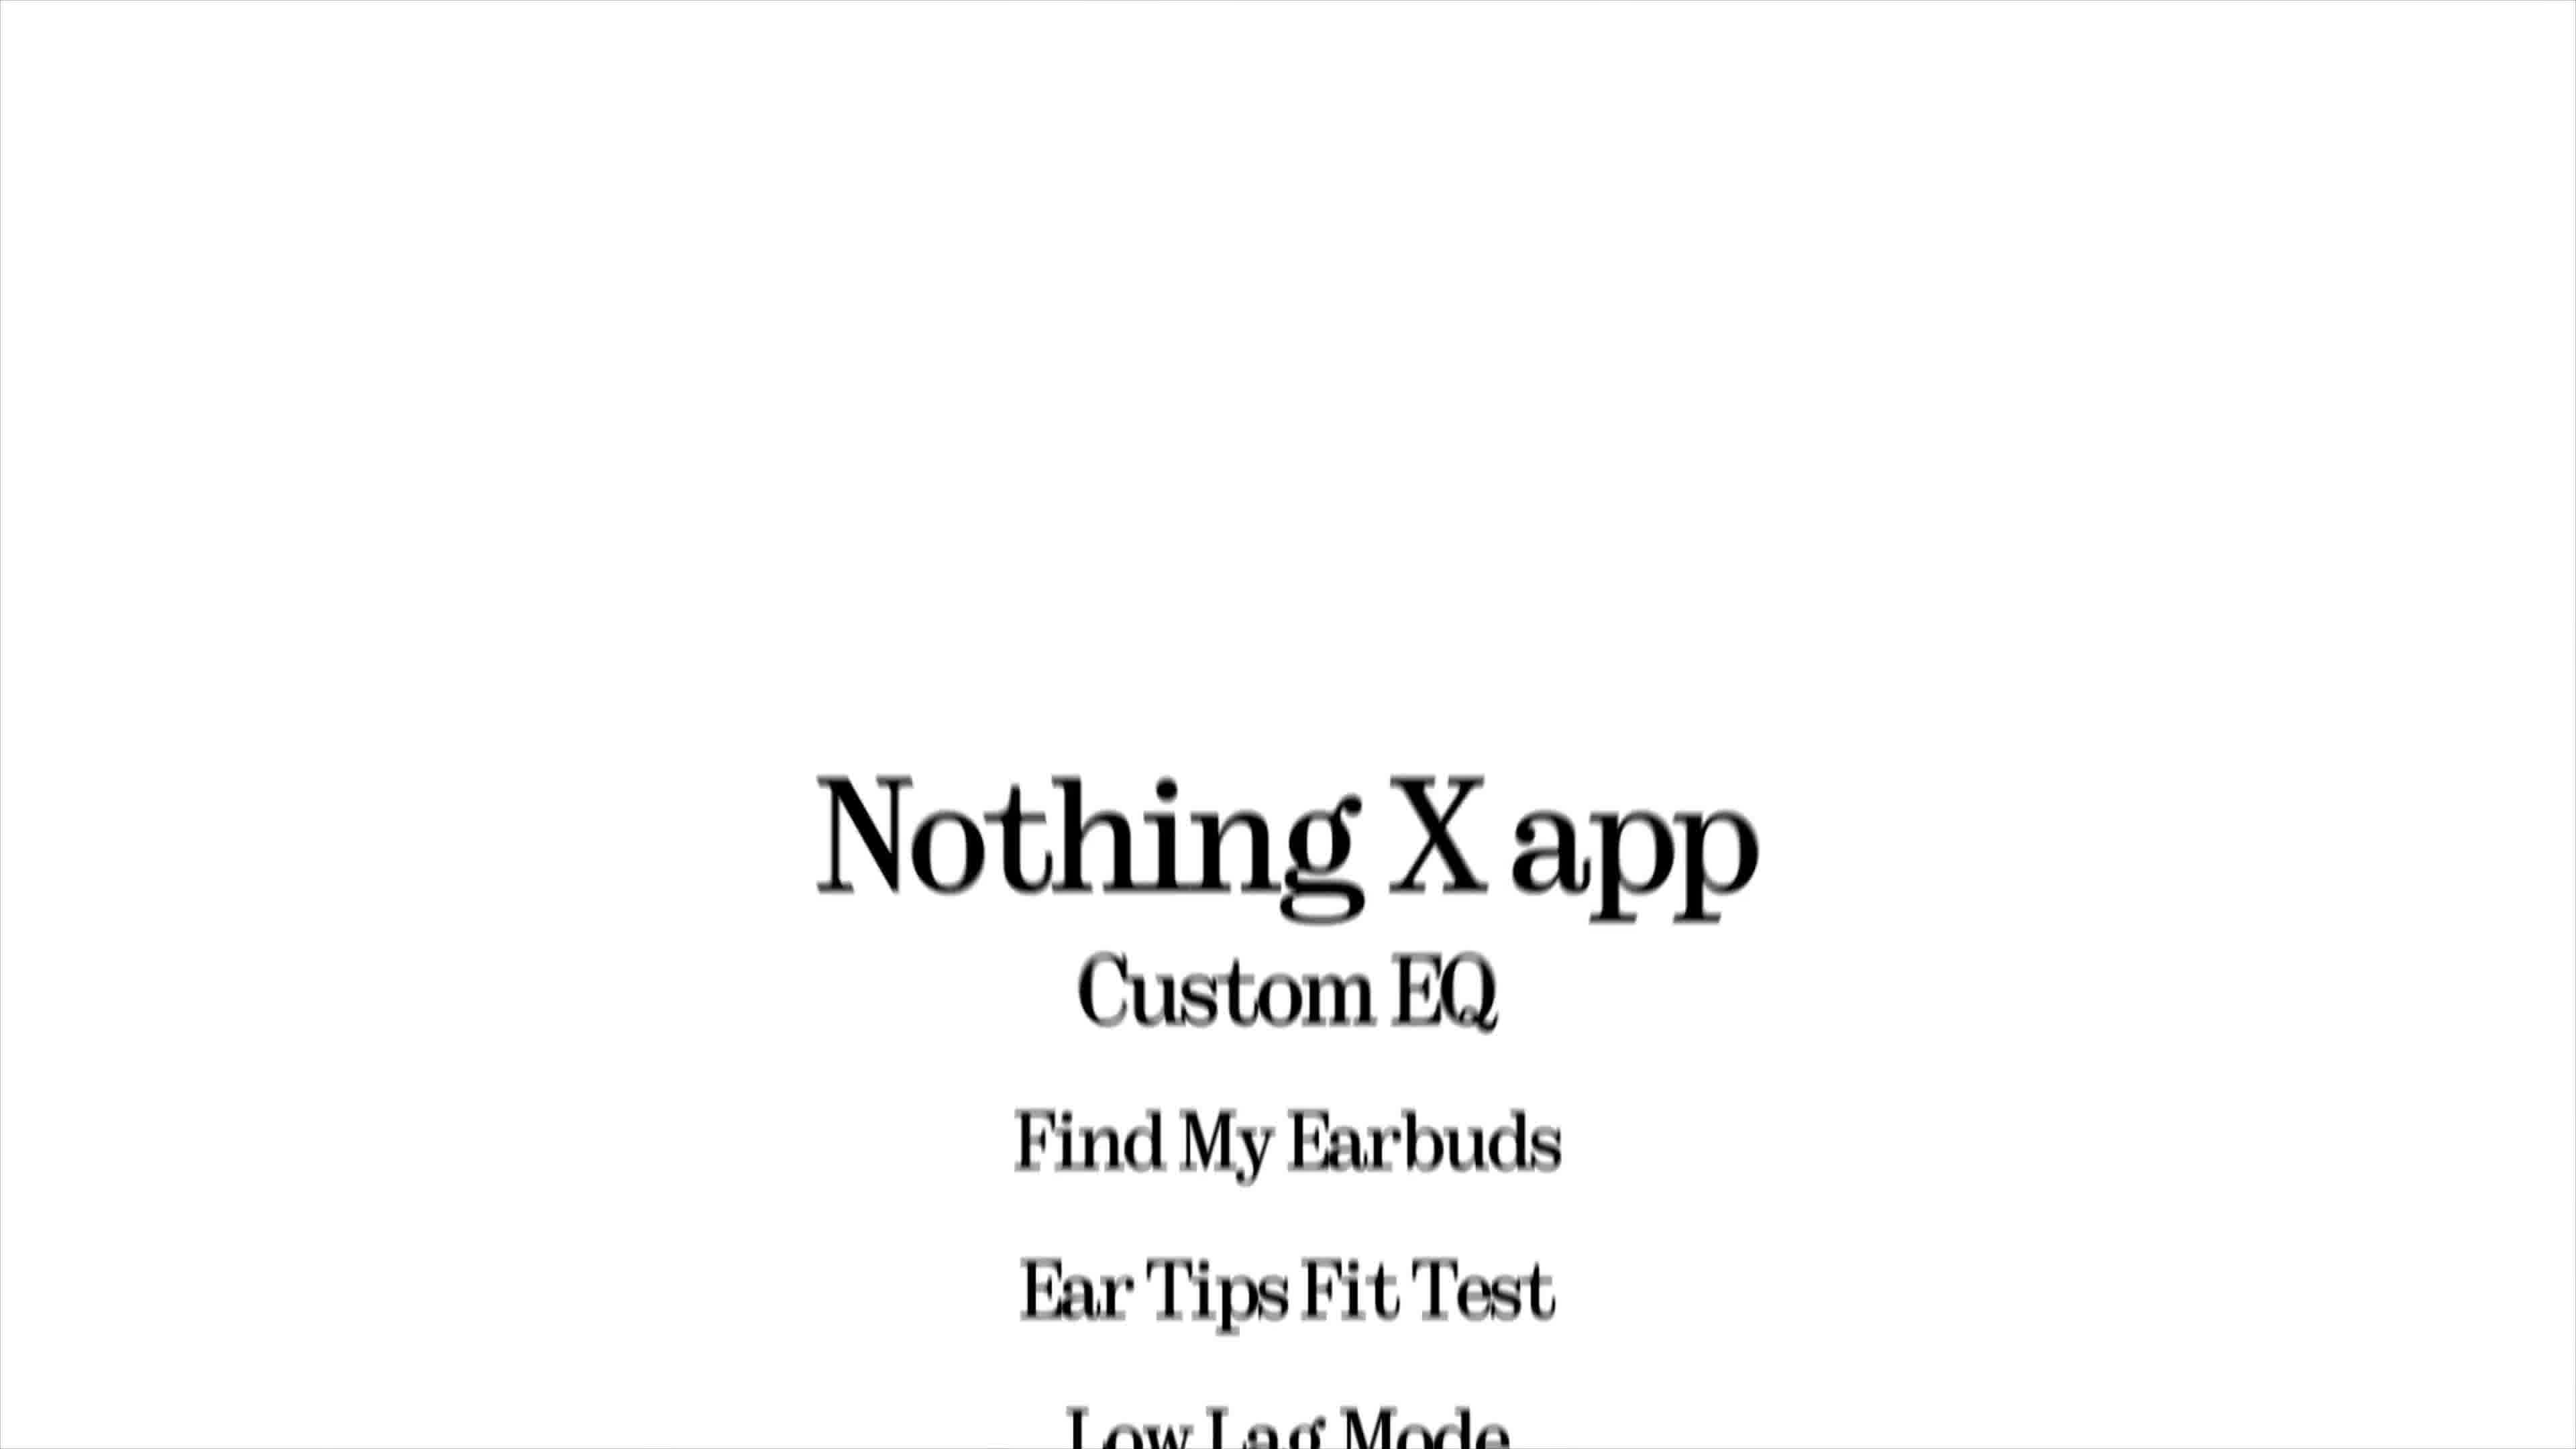 Nothing X app
Custom EQ
Find My Earbuds
Ear Tips Fit Test
Low Lag Mode